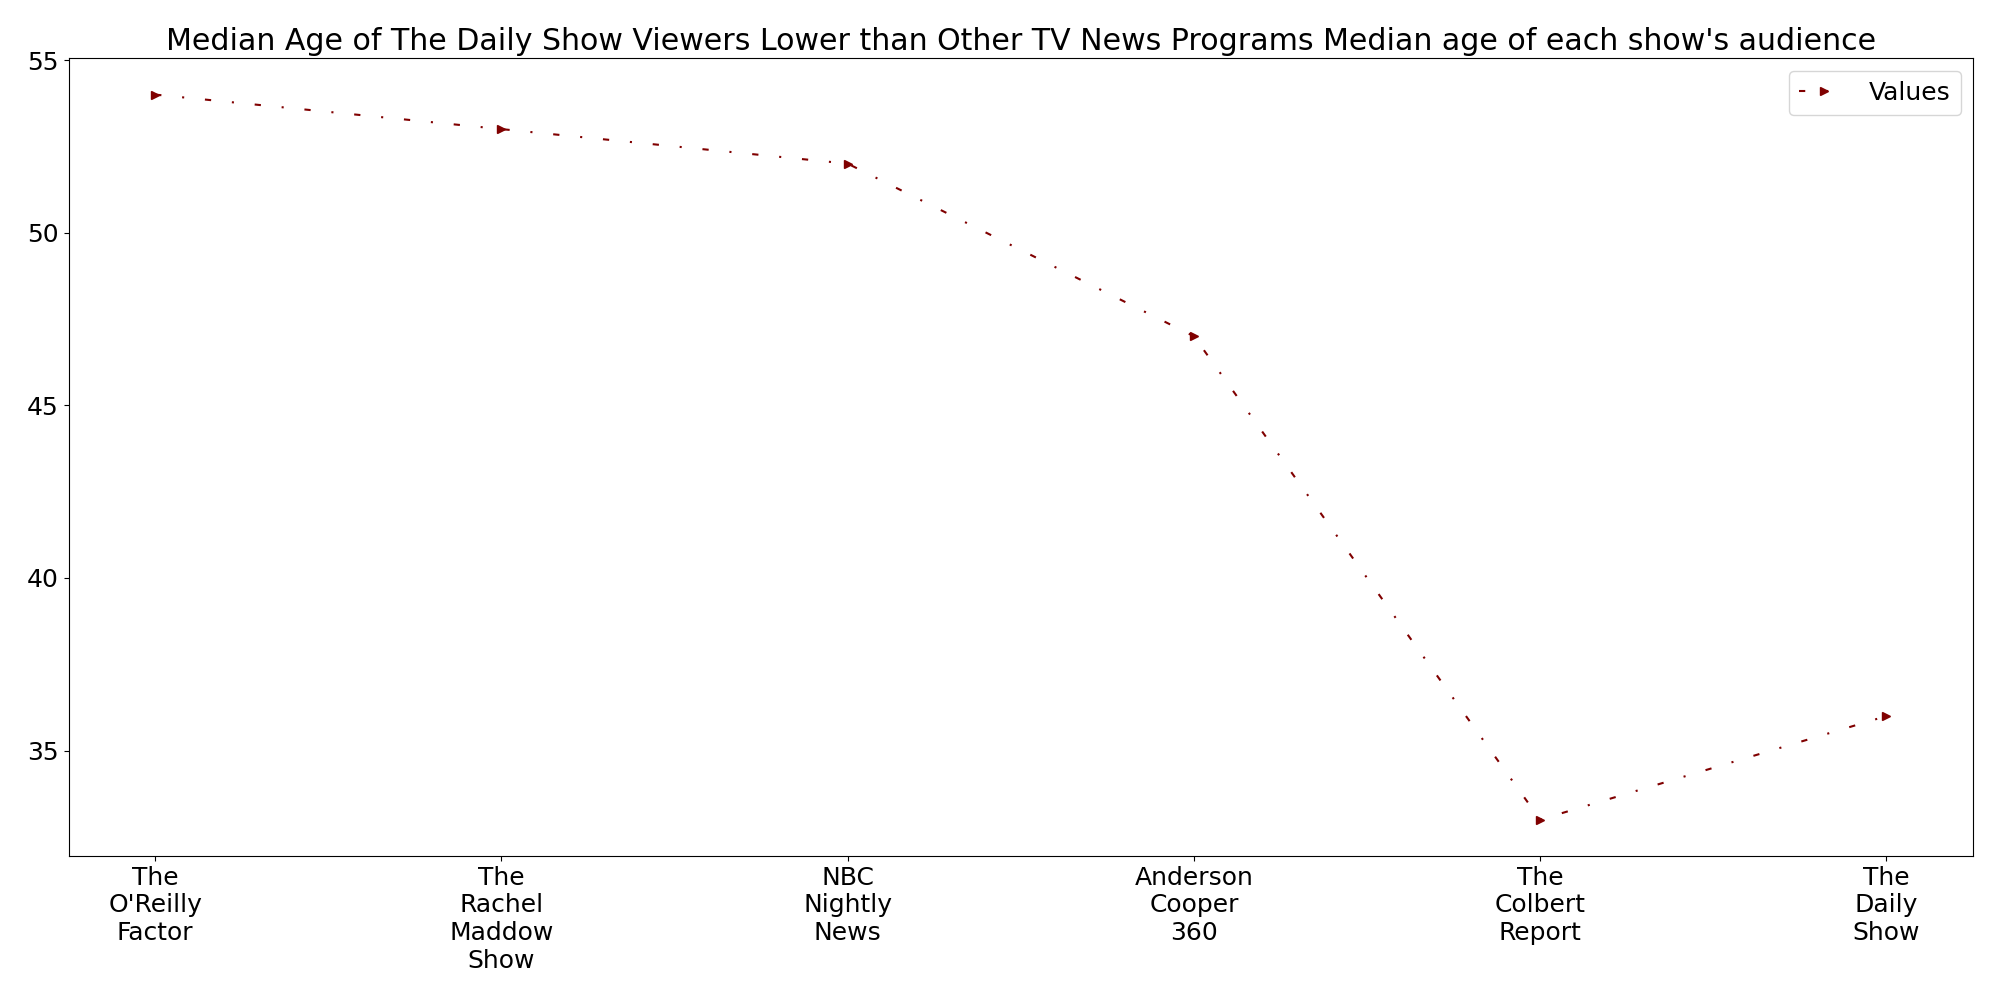 Median Age of The Daily Show Viewers Lower than Other TV News Programs Median age of each show's audience
Values
55
50
45
40
35
The
O'Reilly
Factor
The
Rachel
Maddow
Show
NBC
Nightly
News
Anderson
Cooper
360
The
Colbert
Report
The
Daily
Show